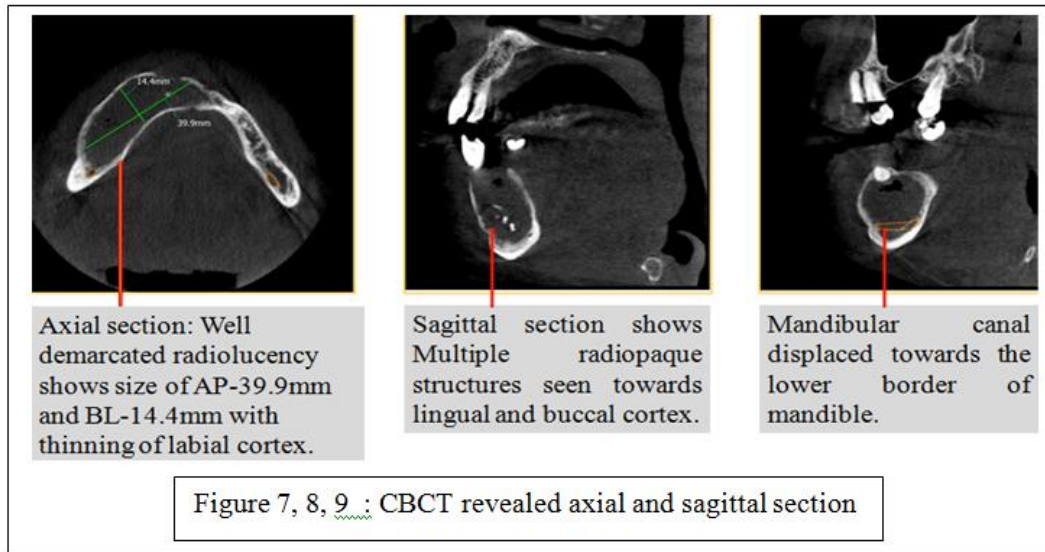 14.4mm
39.9mm
Axial section: Well
demarcated radiolucency
shows size of AP-39.9mm
and BL-14.4mm with
thinning of labial cortex.
Sagittal section shows
Multiple radiopaque
structures seen towards
lingual and buccal cortex.
Mandibular canal
displaced towards the
lower border of
mandible.
Figure 7, 8, 9 : CBCT revealed axial and sagittal section